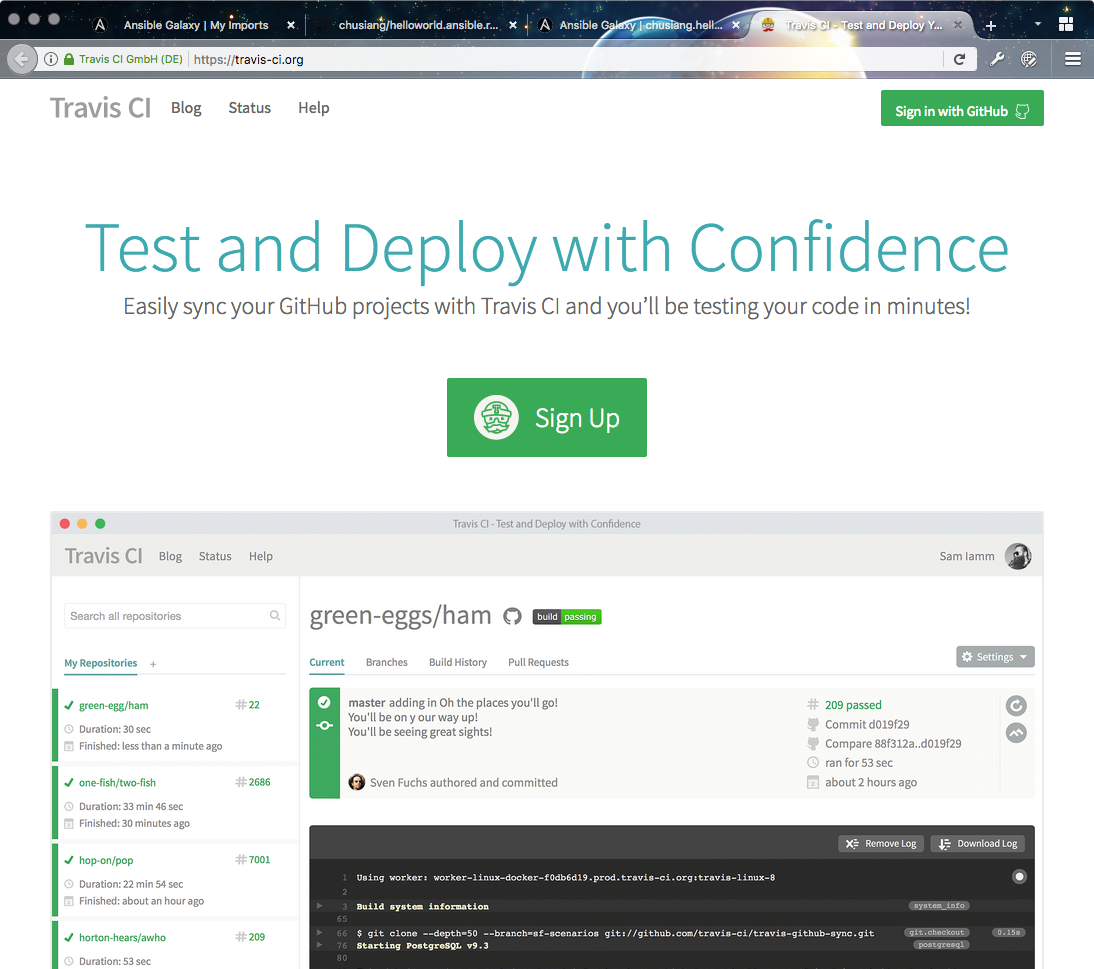 Ansible Galaxy | My Imports
chusiang/helloworld.ansible.r...
Ansible Galaxy | chusiang.hell...
Travis CI - Test and Deploy Y...
Travis CI GmbH (DE)
https://travis-ci.org
Travis CI
Blog
Status
Help
Sign in with GitHub
Test and Deploy with Confidence
Easily sync your GitHub projects with Travis CI and you'll be testing your code in minutes!
Sign Up
Travis CI - Test and Deploy with Confidence
Travis CI
Blog
Status
Help
Sam Iamm
Search all repositories
My Repositories
+
green-egg/ham
#22
Duration: 30 sec
Finished: less than a minute ago
one-fish/two-fish
#2686
Duration: 33 min 46 sec
Finished: 30 minutes ago
hop-on/pop
#7001
Duration: 22 min 54 sec
Finished: about an hour ago
horton-hears/awho
#209
Duration: 53 sec
green-eggs/ham
build passing
Current
Branches
Build History
Pull Requests
Settings
master adding in Oh the places you'll go!
You'll be on y our way up!
You'll be seeing great sights!
Sven Fuchs authored and committed
# 209 passed
Commit d019f29
Compare 88f312a..d019f29
ran for 53 sec
about 2 hours ago
Remove Log
Download Log
1 Using worker: worker-linux-docker-f0db6d19.prod.travis-ci.org:travis-linux-8
2
3 Build system information system_info
65
66 $ git clone --depth=50 --branch=sf-scenarios git://github.com/travis-ci/travis-github-sync.git git.checkout 0.15s
76 Starting PostgreSQL v9.3 postgresql
80